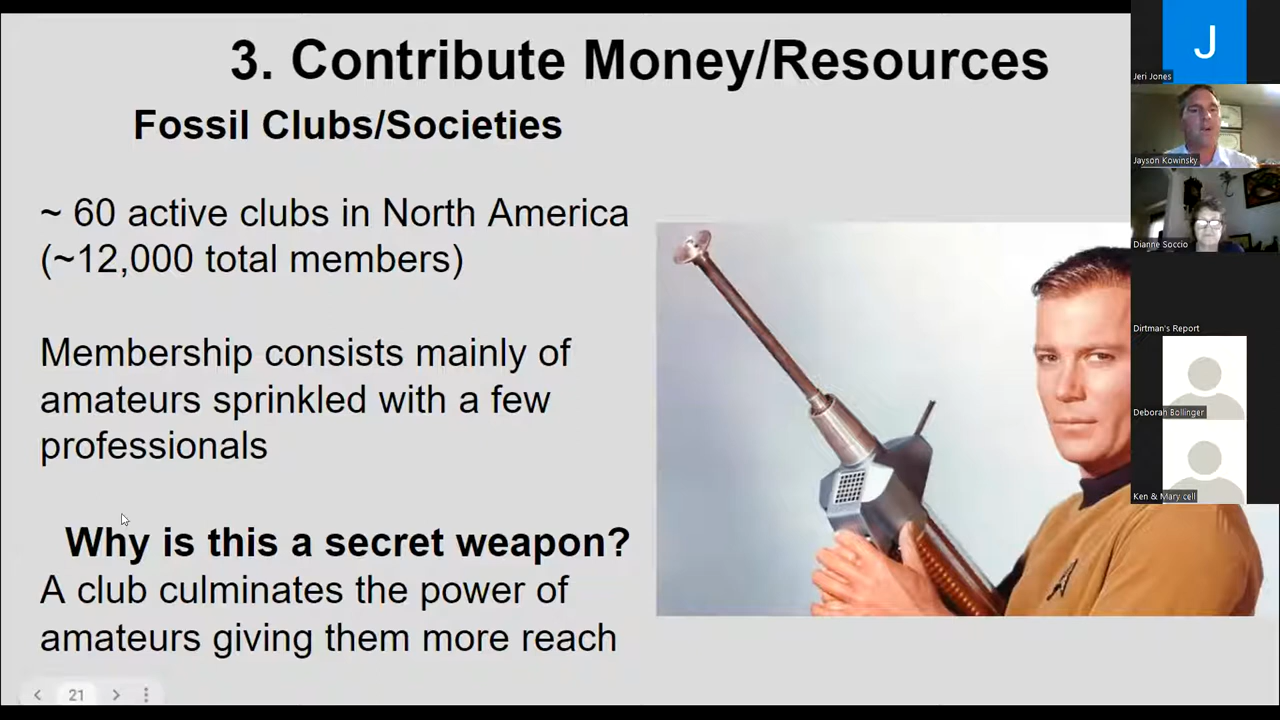 3. Contribute Money/Resources
Fossil Clubs/Societies
~ 60 active clubs in North America
(~12,000 total members)
Membership consists mainly of
amateurs sprinkled with a few
professionals
Why is this a secret weapon?
A club culminates the power of
amateurs giving them more reach
21
J
Jeri Jones
Jayson Kowinsky
Dianne Soccio
Dirtman's Report
Deborah Bollinger
Ken & Mary cell